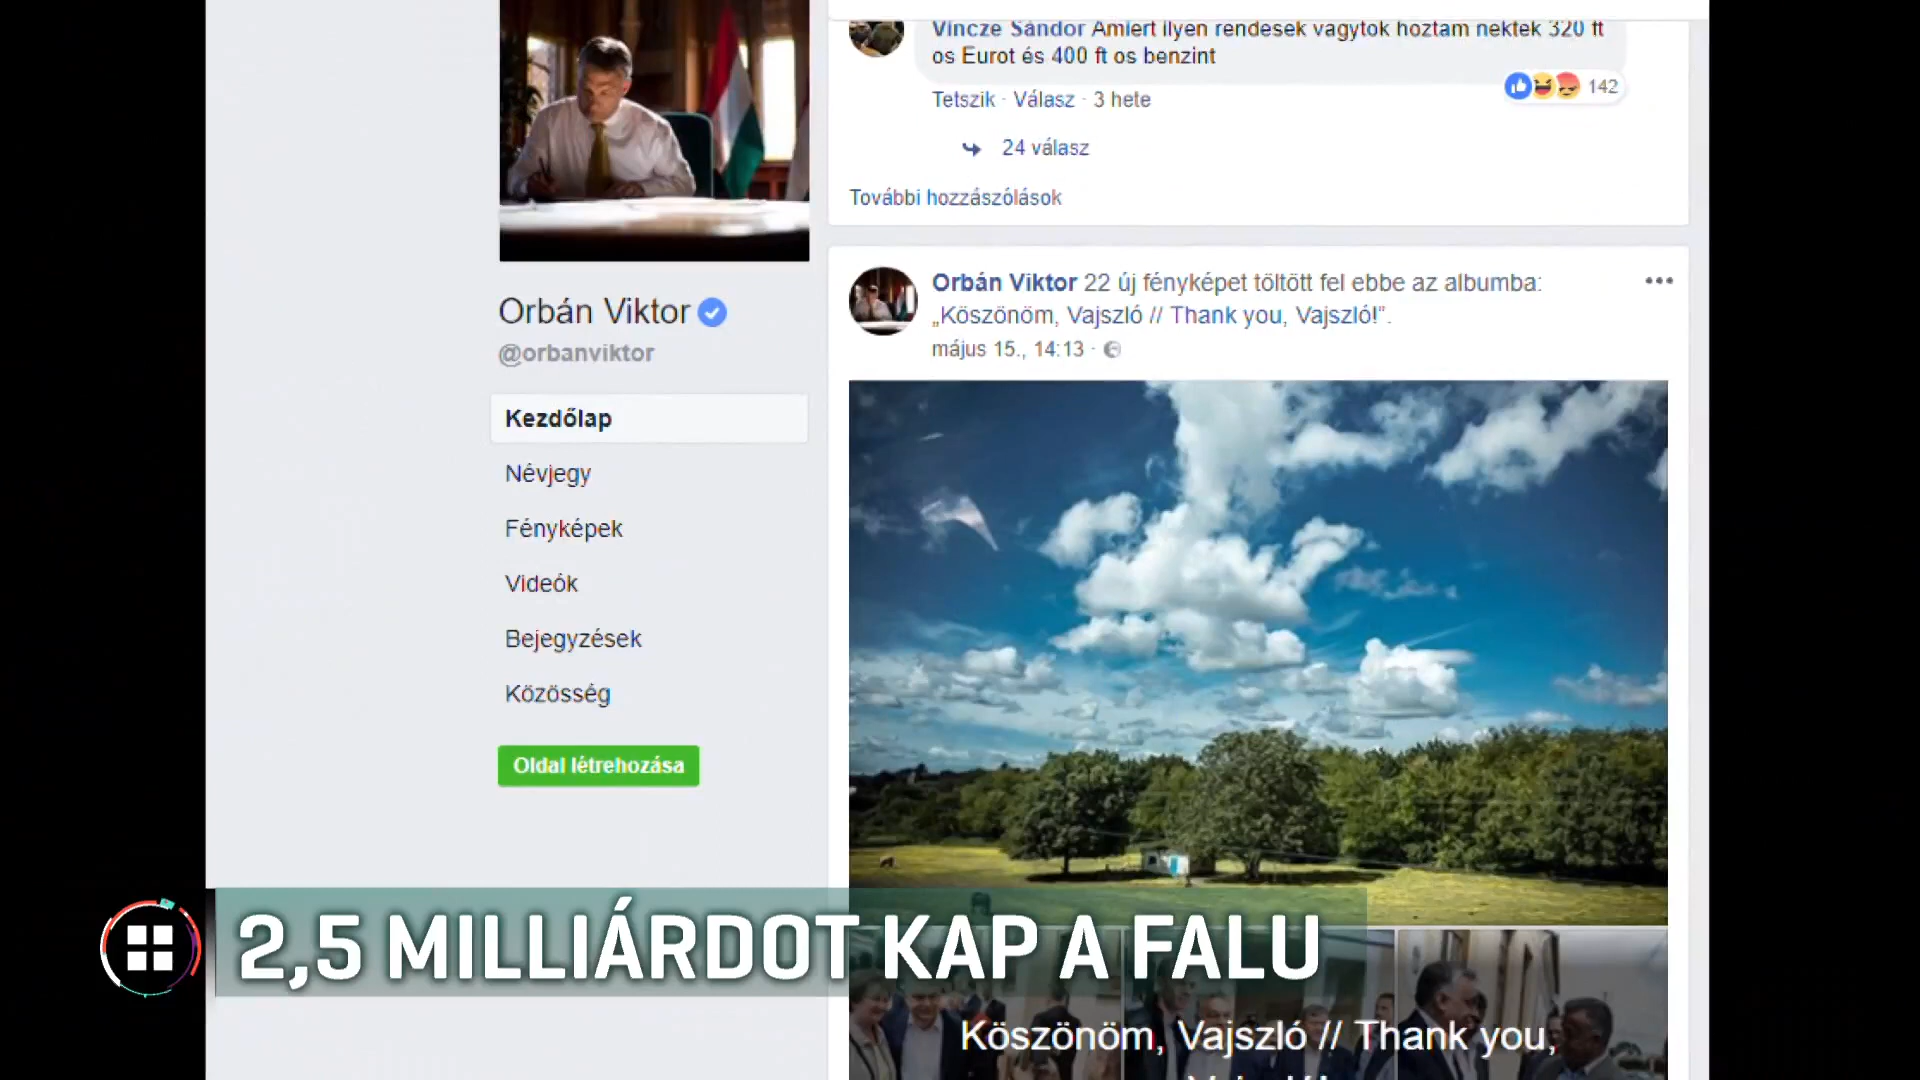 Vincze Sándor Amiért ilyen rendesek vagytok hoztam nektek 320 ft
os Eurot és 400 ft os benzint
142
Tetszik · Válasz · 3 hete
24 válasz
További hozzászólások
Orbán Viktor
@orbanviktor
Kezdőlap
Névjegy
Fényképek
Videók
Bejegyzések
Közösség
Oldal létrehozása
Orbán Viktor 22 új fényképet töltött fel ebbe az albumba:
„Köszönöm, Vajszló // Thank you, Vajszló!”.
május 15., 14:13 ·
2,5 MILLIÁRDOT KAP A FALU
Köszönöm, Vajszló // Thank you,